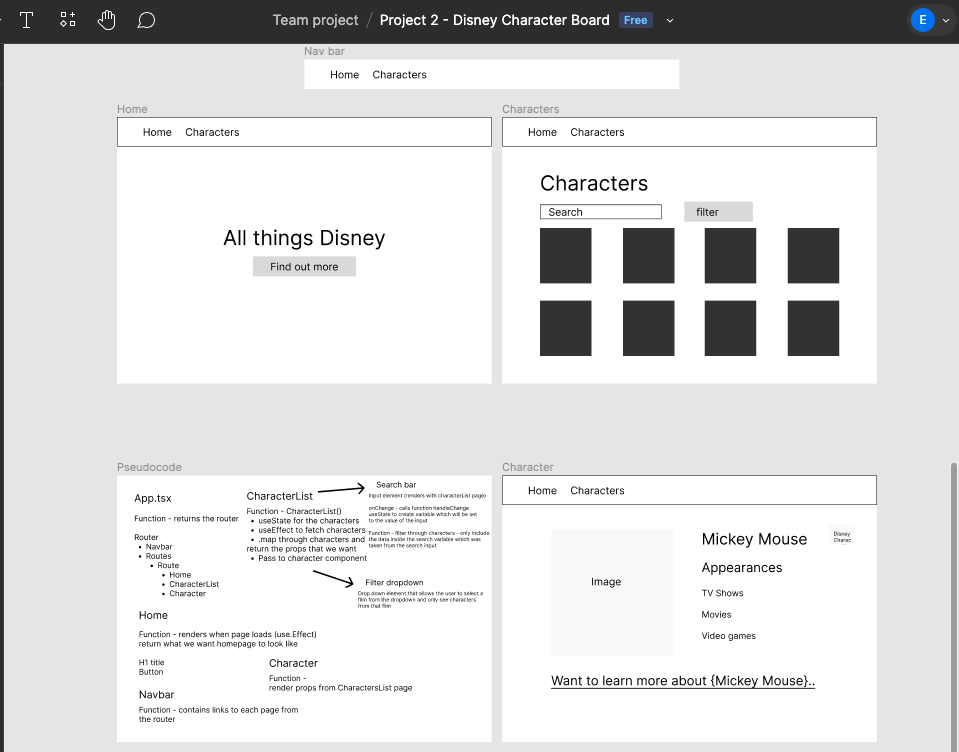 Team project / Project 2 - Disney Character Board Free
E
Nav bar
Home Characters
Home
Home Characters
All things Disney
Find out more
Characters
Home Characters
Characters
Search
filter
Pseudocode
App.tsx
Function - returns the router
Router
• Navbar
• Routes
• Route
• Home
• CharacterList
• Character
Home
Function - renders when page loads (use.Effect)
return what we want homepage to look like
H1 title
Button
Navbar
Function - contains links to each page from
the router
CharacterList
Function - CharacterList()
• useState for the characters
• useEffect to fetch characters
• .map through characters and
return the props that we want
• Pass to character component
Search bar
Input element (renders with characterList page)
onChange - calls function handleChange
useState to create variable which will be set
to the value of the input
Function - filter through characters - only include
the data inside the search variable which was
taken from the search input
Filter dropdown
Drop down element that allows the user to select a
film from the dropdown and only see characters
from that film
Character
Function -
render props from CharactersList page
Character
Home Characters
Image
Mickey Mouse
Disney
Charac
Appearances
TV Shows
Movies
Video games
Want to learn more about {Mickey Mouse}..